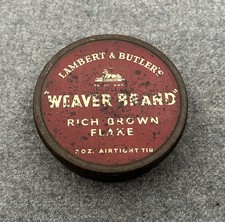 LAMBERT & BUTLER'S
"WEAVER BRAND"
RICH BROWN
FLAKE
2 OZ. AIRTIGHT TIN